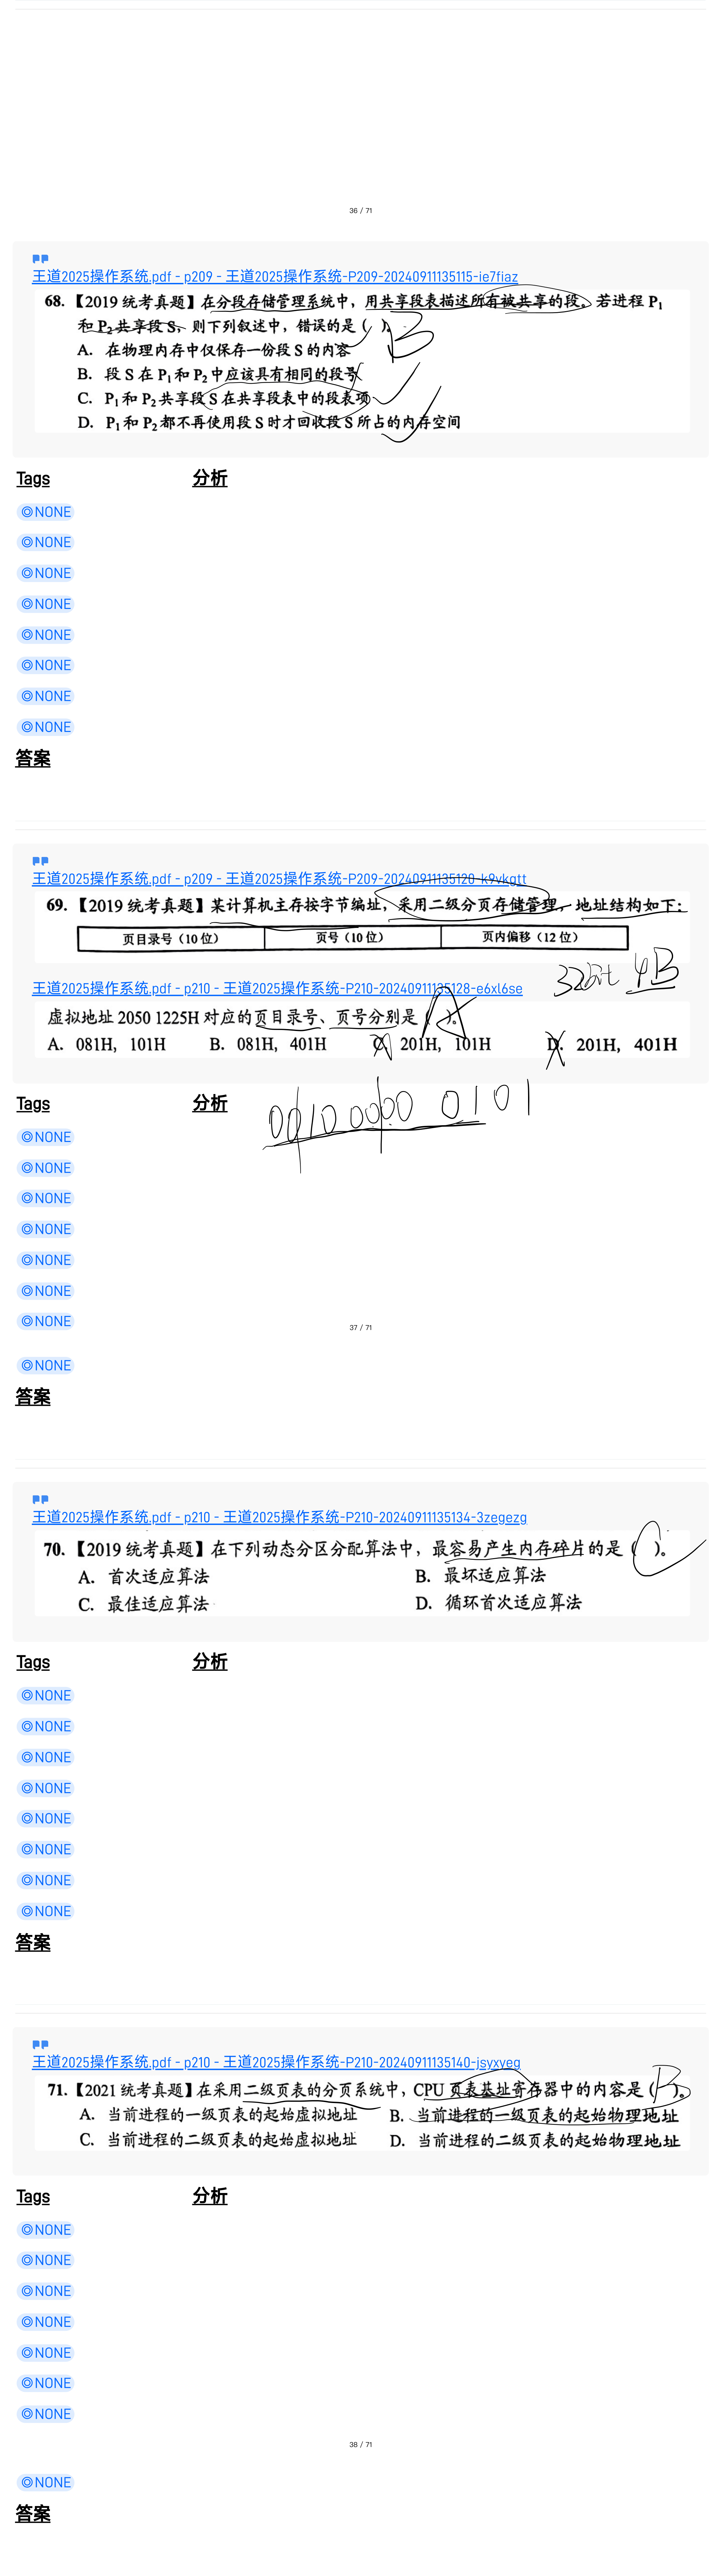 36 / 71
王道2025操作系统.pdf - p209 - 王道2025操作系统-P209-20240911135115-ie7fiaz
68. 【2019 统考真题】在分段存储管理系统中，用共享段表描述所有被共享的段。若进程 P₁
和 P₂ 共享段 S，则下列叙述中，错误的是（ ）。 B
A. 在物理内存中仅保存一份段 S 的内容
B. 段 S 在 P₁ 和 P₂ 中应该具有相同的段号
C. P₁ 和 P₂ 共享段 S 在共享段表中的段表项
D. P₁ 和 P₂ 都不再使用段 S 时才回收段 S 所占的内存空间
Tags 分析
NONE
NONE
NONE
NONE
NONE
NONE
NONE
NONE
答案
王道2025操作系统.pdf - p209 - 王道2025操作系统-P209-20240911135120-k9vkgtt
69. 【2019 统考真题】某计算机主存按字节编址，采用二级分页存储管理，地址结构如下：
页目录号（10 位） 页号（10 位） 页内偏移（12 位）
32bit 4B
王道2025操作系统.pdf - p210 - 王道2025操作系统-P210-20240911135128-e6xl6se
虚拟地址 2050 1225H 对应的页目录号、页号分别是（ ）。 A
A. 081H， 101H B. 081H， 401H C. 201H， 101H D. 201H， 401H
Tags 分析
0010 0000 0101
NONE
NONE
NONE
NONE
NONE
NONE
NONE
37 / 71
NONE
答案
王道2025操作系统.pdf - p210 - 王道2025操作系统-P210-20240911135134-3zegezg
70. 【2019 统考真题】在下列动态分区分配算法中，最容易产生内存碎片的是（ ）。 C
A. 首次适应算法 B. 最坏适应算法
C. 最佳适应算法 D. 循环首次适应算法
Tags 分析
NONE
NONE
NONE
NONE
NONE
NONE
NONE
NONE
答案
王道2025操作系统.pdf - p210 - 王道2025操作系统-P210-20240911135140-jsyxyeg
71. 【2021 统考真题】在采用二级页表的分页系统中，CPU 页表基址寄存器中的内容是（ ）。 B
A. 当前进程的一级页表的起始虚拟地址 B. 当前进程的一级页表的起始物理地址
C. 当前进程的二级页表的起始虚拟地址 D. 当前进程的二级页表的起始物理地址
Tags 分析
NONE
NONE
NONE
NONE
NONE
NONE
NONE
38 / 71
NONE
答案